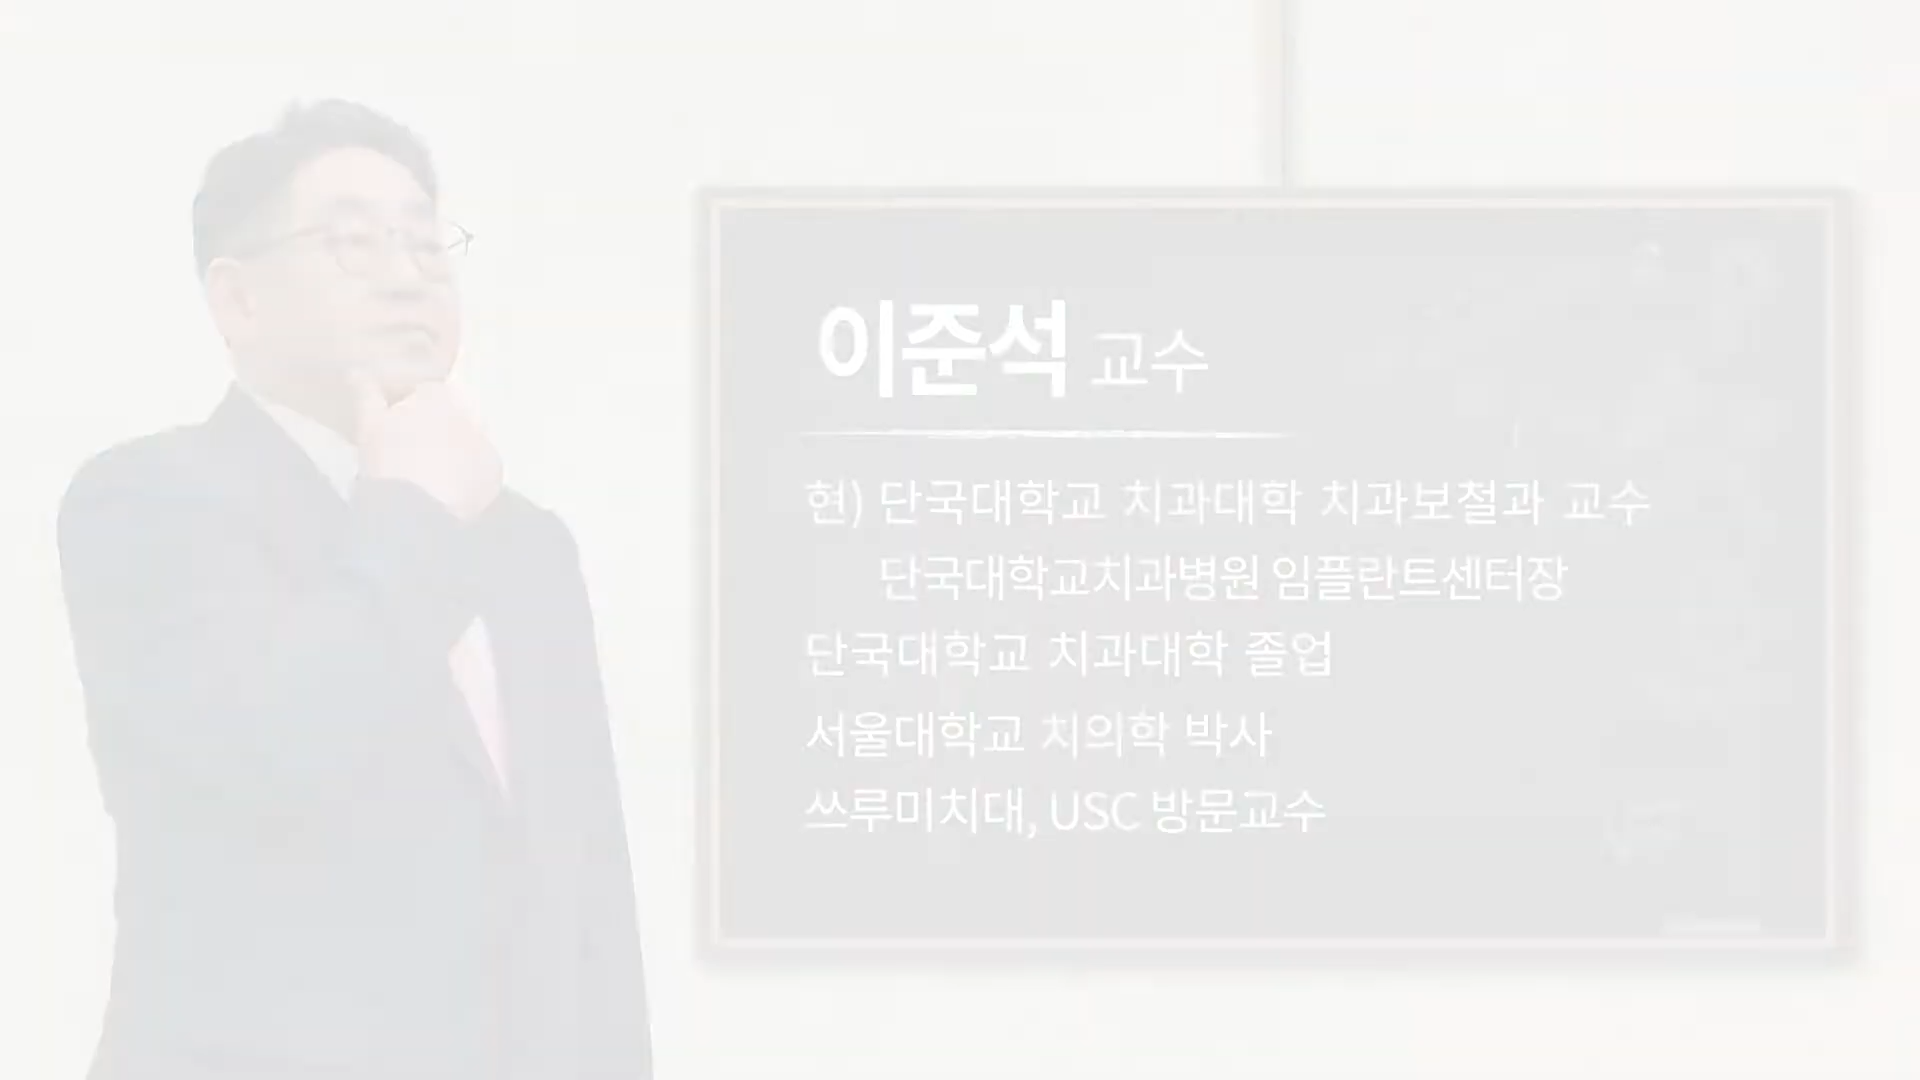 이준석 교수
현) 단국대학교 치과대학 치과보철과 교수
단국대학교치과병원 임플란트센터장
단국대학교 치과대학 졸업
서울대학교 치의학 박사
쓰루미치대, USC 방문교수